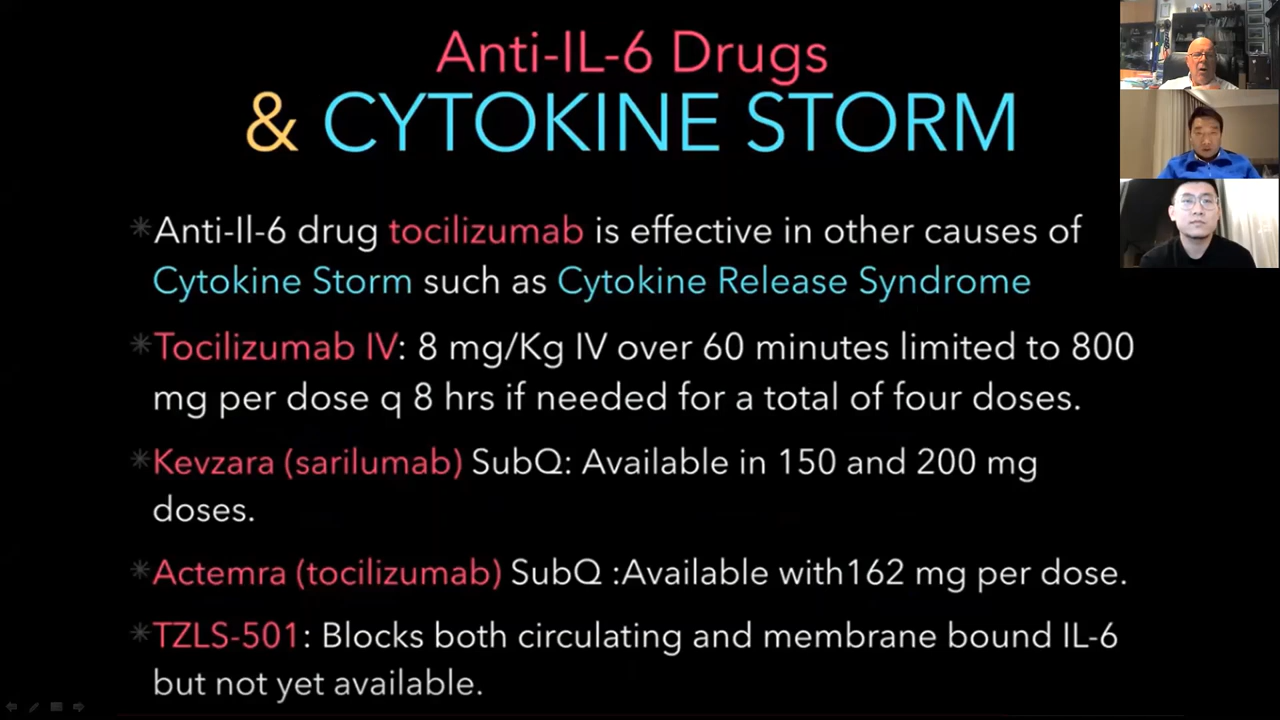 Anti-IL-6 Drugs
& CYTOKINE STORM
*Anti-Il-6 drug tocilizumab is effective in other causes of
Cytokine Storm such as Cytokine Release Syndrome
*Tocilizumab IV: 8 mg/Kg IV over 60 minutes limited to 800
mg per dose q 8 hrs if needed for a total of four doses.
*Kevzara (sarilumab) SubQ: Available in 150 and 200 mg
doses.
*Actemra (tocilizumab) SubQ :Available with162 mg per dose.
*TZLS-501: Blocks both circulating and membrane bound IL-6
but not yet available.